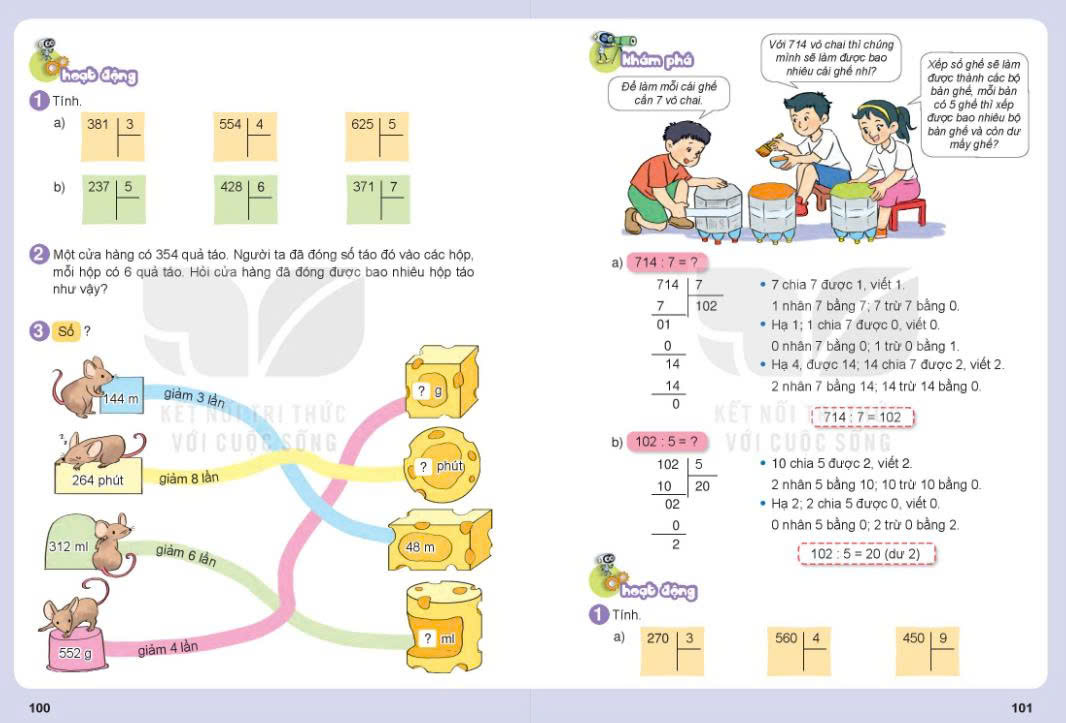 hoạt động
1 Tính.
a) 381 3 554 4 625 5
b) 237 5 428 6 371 7
2 Một cửa hàng có 354 quả táo. Người ta đã đóng số táo đó vào các hộp,
mỗi hộp có 6 quả táo. Hỏi cửa hàng đã đóng được bao nhiêu hộp táo
như vậy?
3 Số ?
144 m
giảm 3 lần
? g
264 phút
giảm 8 lần
? phút
312 ml
giảm 6 lần
48 m
552 g
giảm 4 lần
? ml
KẾT NỐI TRI THỨC
VỚI CUỘC SỐNG
100
Khám phá
Để làm mỗi cái ghế
cần 7 vỏ chai.
Với 714 vỏ chai thì chúng
mình sẽ làm được bao
nhiêu cái ghế nhỉ?
Xếp số ghế sẽ làm
được thành các bộ
bàn ghế, mỗi bàn
có 5 ghế thì xếp
được bao nhiêu bộ
bàn ghế và còn dư
mấy ghế?
a) 714 : 7 = ?
714 7
7 102
01
0
14
14
0
• 7 chia 7 được 1, viết 1.
1 nhân 7 bằng 7; 7 trừ 7 bằng 0.
• Hạ 1; 1 chia 7 được 0, viết 0.
0 nhân 7 bằng 0; 1 trừ 0 bằng 1.
• Hạ 4, được 14; 14 chia 7 được 2, viết 2.
2 nhân 7 bằng 14; 14 trừ 14 bằng 0.
714 : 7 = 102
KẾT NỐI TRI THỨC
VỚI CUỘC SỐNG
b) 102 : 5 = ?
102 5
10 20
02
0
2
• 10 chia 5 được 2, viết 2.
2 nhân 5 bằng 10; 10 trừ 10 bằng 0.
• Hạ 2; 2 chia 5 được 0, viết 0.
0 nhân 5 bằng 0; 2 trừ 0 bằng 2.
102 : 5 = 20 (dư 2)
hoạt động
1 Tính.
a) 270 3 560 4 450 9
101